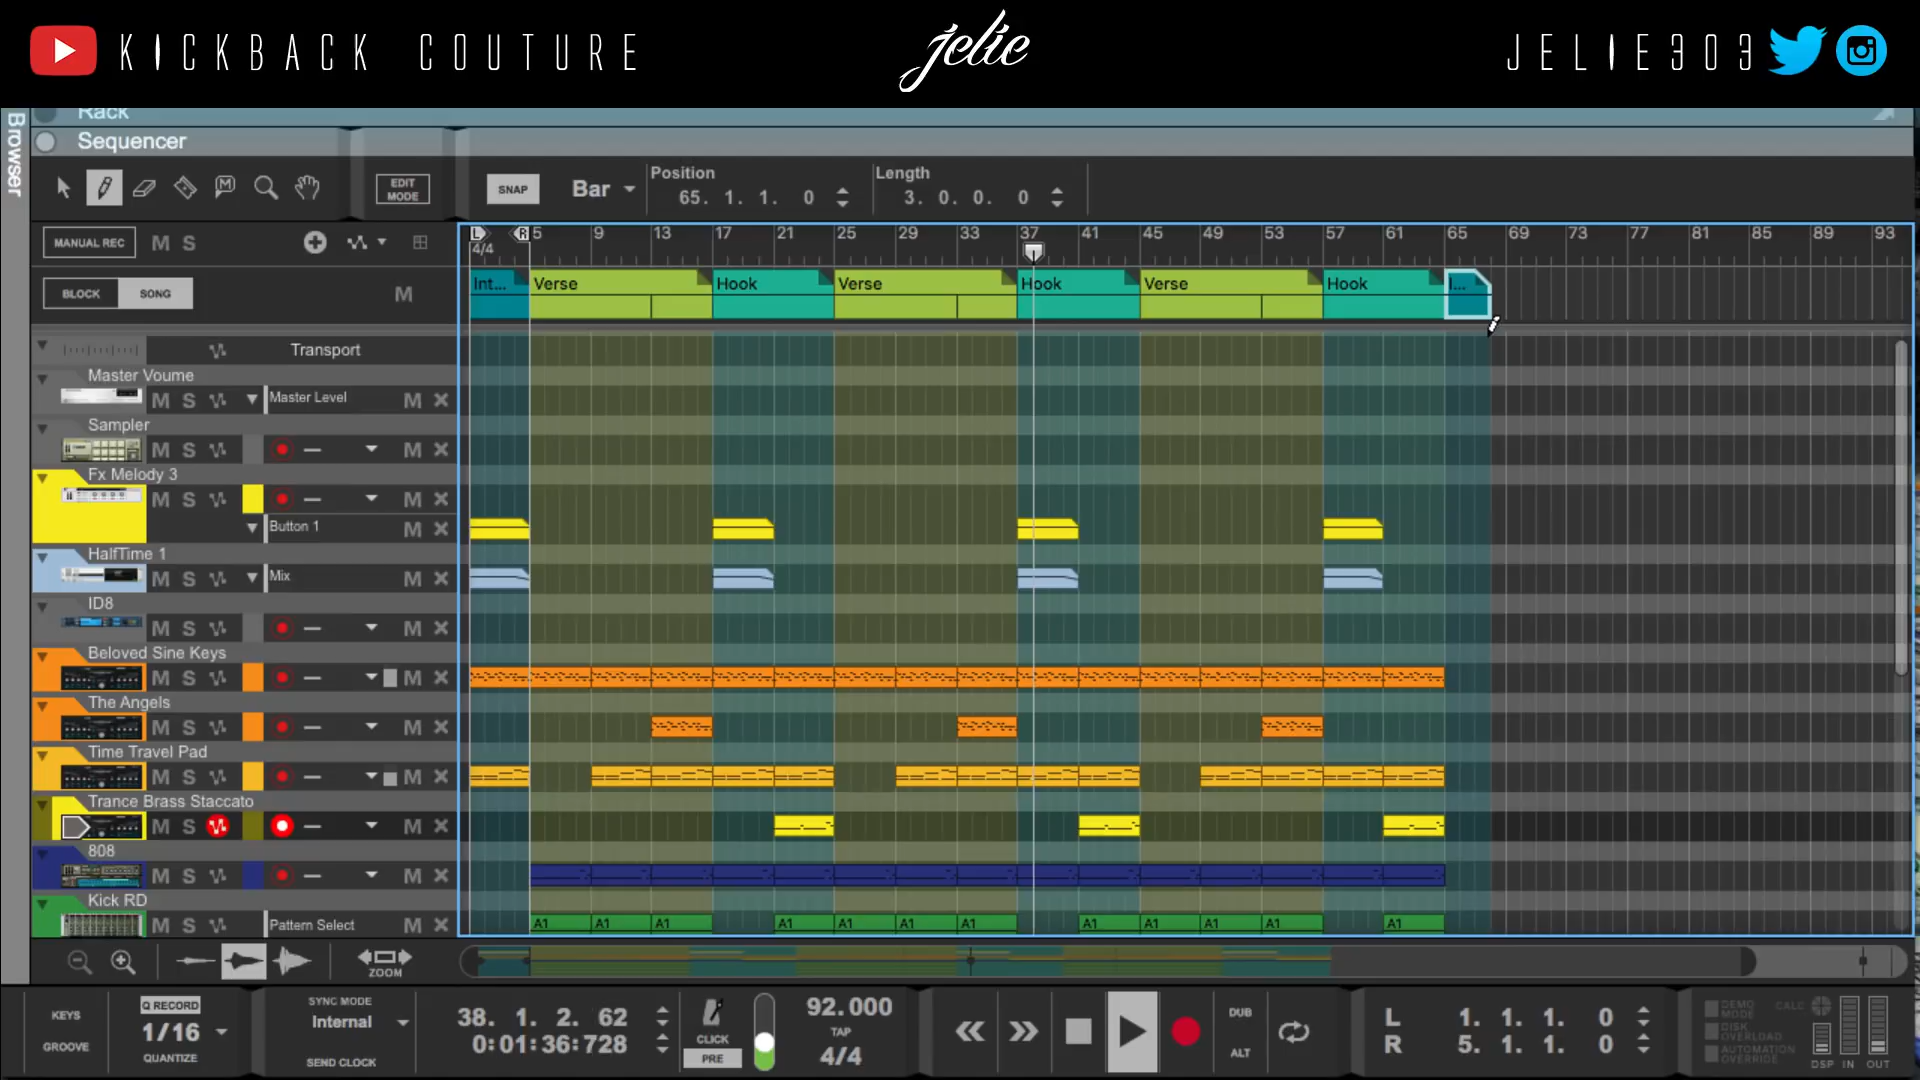 KICKBACK COUTURE
jelie
JELIE303
Browser
Rack
Sequencer
EDIT MODE
SNAP
Bar
Position
65. 1. 1. 0
Length
3. 0. 0. 0
MANUAL REC
M S
L
R
4/4
5 9 13 17 21 25 29 33 37 41 45 49 53 57 61 65 69 73 77 81 85 89 93
BLOCK SONG
M
Int... Verse Hook Verse Hook Verse Hook I...
Transport
Master Voume
M S Master Level M
Sampler
M S M
Fx Melody 3
M S M
Button 1 M
HalfTime 1
M S Mix M
ID8
M S M
Beloved Sine Keys
M S M
The Angels
M S M
Time Travel Pad
M S M
Trance Brass Staccato
M S M
808
M S M
Kick RD
Pattern Select M
A1 A1 A1 A1 A1 A1 A1 A1 A1 A1 A1 A1
ZOOM
KEYS
GROOVE
Q RECORD
1/16
QUANTIZE
SYNC MODE
Internal
SEND CLOCK
38. 1. 2. 62
0:01:36:728
CLICK
PRE
92.000
TAP
4/4
DUB
ALT
L 1. 1. 1. 0
R 5. 1. 1. 0
DEMO MODE
DISK OVERLOAD
AUTOMATION OVERRIDE
CALC
DSP IN OUT